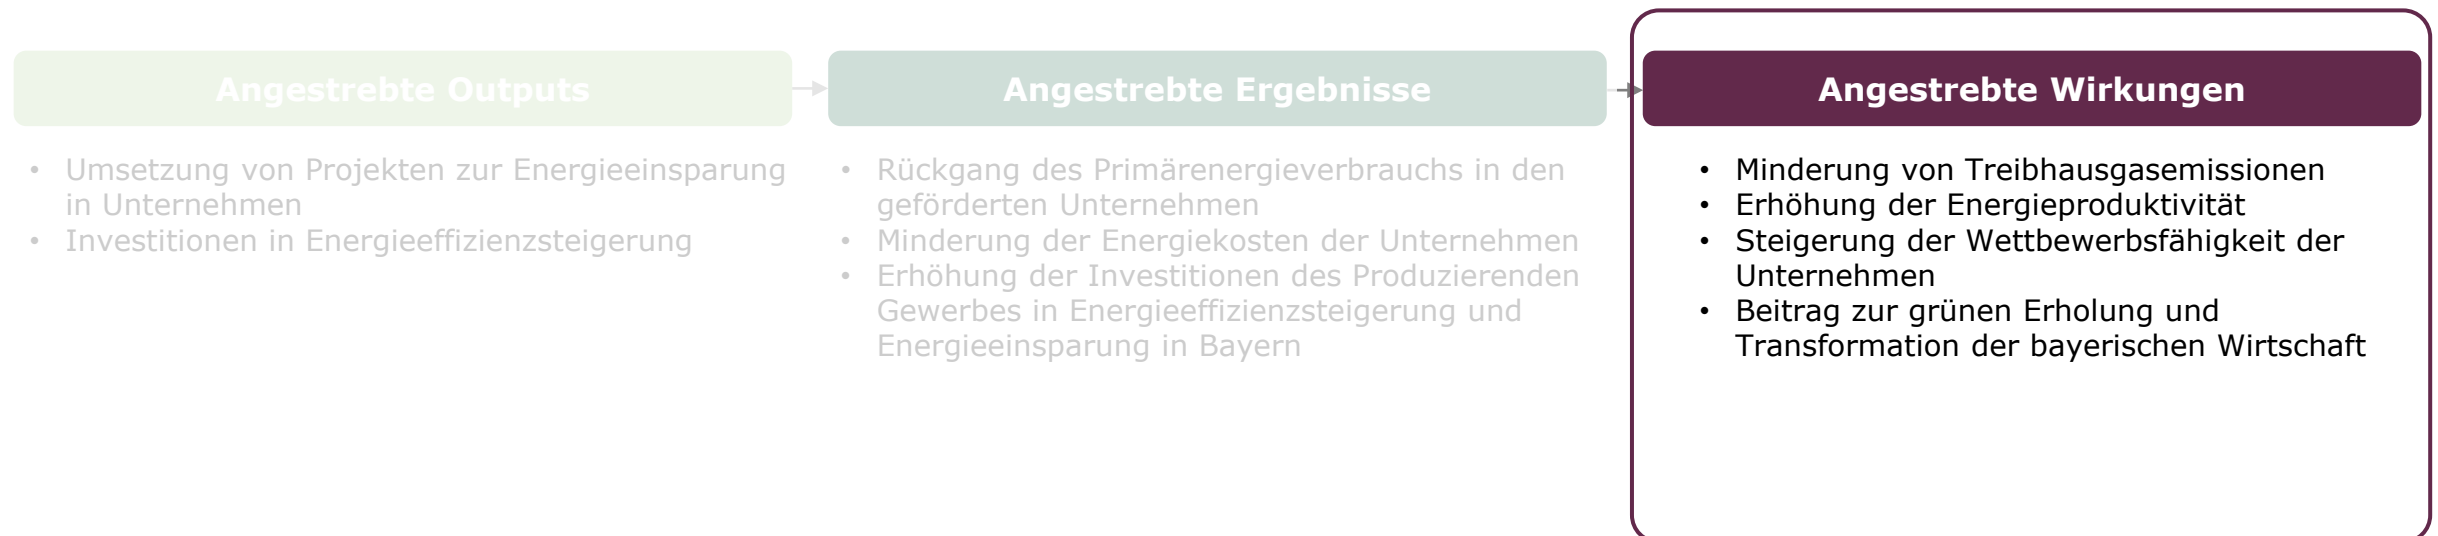 Angestrebte Outputs
• Umsetzung von Projekten zur Energieeinsparung
in Unternehmen
• Investitionen in Energieeffizienzsteigerung
Angestrebte Ergebnisse
• Rückgang des Primärenergieverbrauchs in den
geförderten Unternehmen
• Minderung der Energiekosten der Unternehmen
• Erhöhung der Investitionen des Produzierenden
Gewerbes in Energieeffizienzsteigerung und
Energieeinsparung in Bayern
Angestrebte Wirkungen
• Minderung von Treibhausgasemissionen
• Erhöhung der Energieproduktivität
• Steigerung der Wettbewerbsfähigkeit der
Unternehmen
• Beitrag zur grünen Erholung und
Transformation der bayerischen Wirtschaft